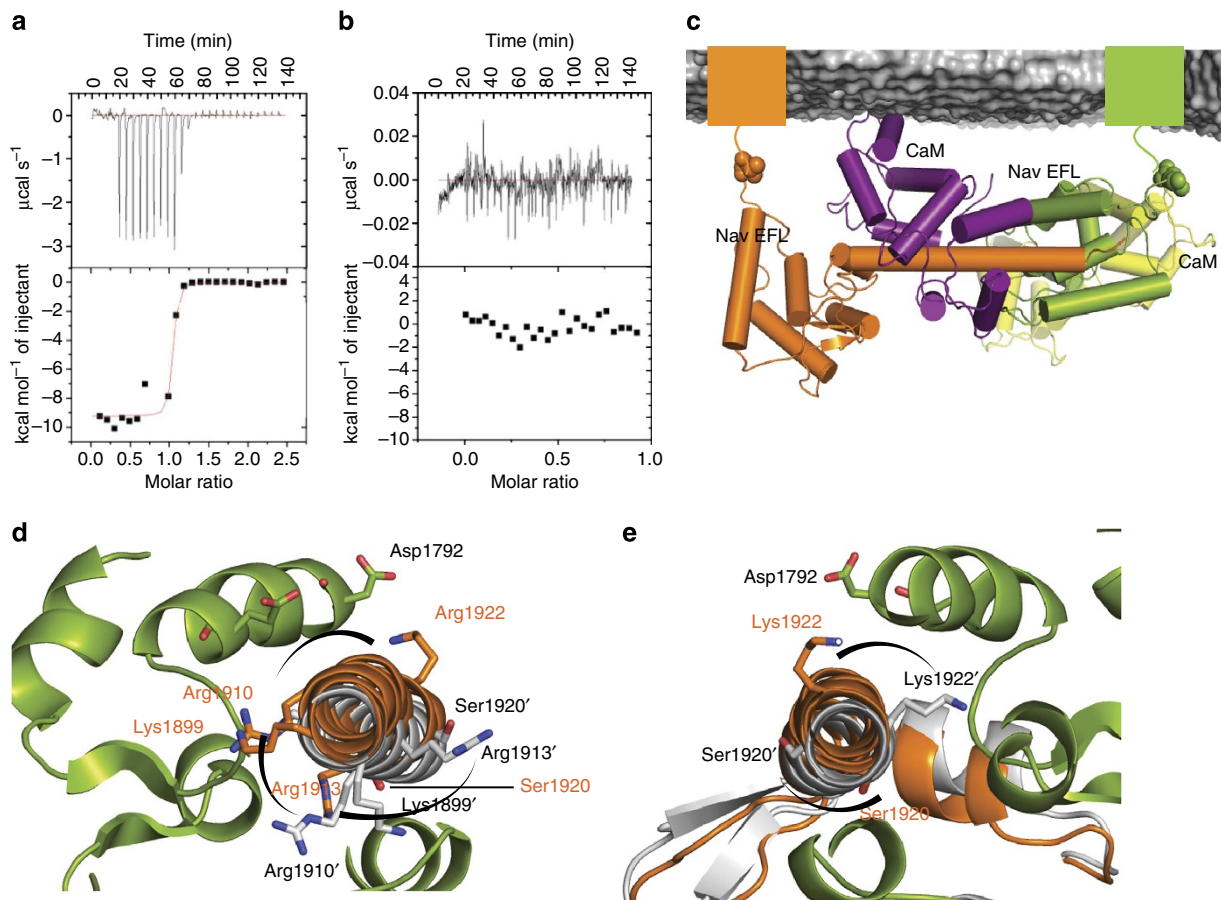 a
Time (min)
0 20 40 60 80 100 120 140
0
−1
−2
−3
μcal s−1
0
−2
−4
−6
−8
−10
kcal mol−1 of injectant
0.0 0.5 1.0 1.5 2.0 2.5
Molar ratio
b
Time (min)
0 20 40 60 80 100 120 140
0.04
0.02
0.00
−0.02
−0.04
μcal s−1
4
2
0
−2
−4
−6
−8
−10
kcal mol−1 of injectant
0.0 0.5 1.0
Molar ratio
c
CaM
Nav EFL
Nav EFL
CaM
d
Asp1792
Arg1922
Arg1910
Lys1899
Ser1920′
Arg1913′
Arg1913
Ser1920
Lys1899′
Arg1910′
e
Asp1792
Lys1922
Lys1922′
Ser1920′
Ser1920